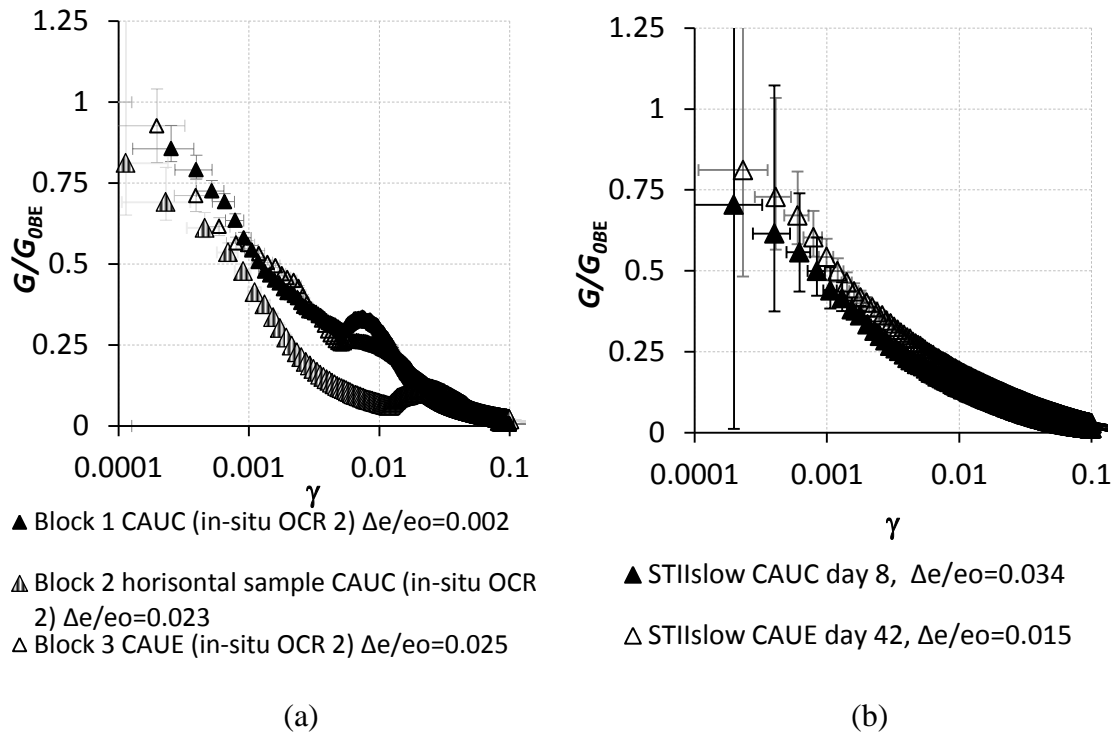 1.25
1
0.75
0.5
0.25
0
G/G0BE
0.0001 0.001 0.01 0.1
γ
▲ Block 1 CAUC (in-situ OCR 2) Δe/eo=0.002
Block 2 horisontal sample CAUC (in-situ OCR
2) Δe/eo=0.023
△ Block 3 CAUE (in-situ OCR 2) Δe/eo=0.025
(a)
1.25
1
0.75
0.5
0.25
0
G/G0BE
0.0001 0.001 0.01 0.1
γ
▲ STIIslow CAUC day 8, Δe/eo=0.034
△ STIIslow CAUE day 42, Δe/eo=0.015
(b)